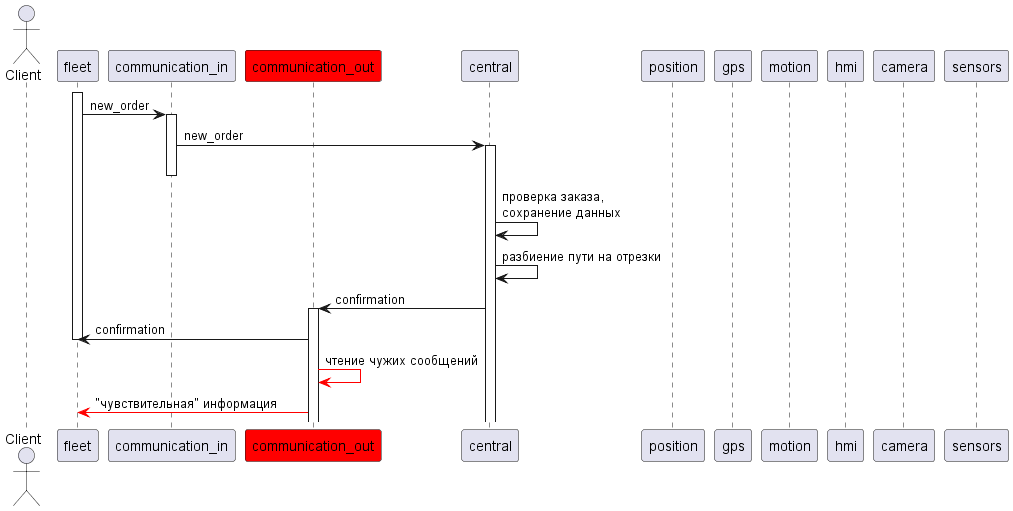 Client
fleet
communication_in
communication_out
central
position
gps
motion
hmi
camera
sensors
new_order
new_order
проверка заказа,
сохранение данных
разбиение пути на отрезки
confirmation
confirmation
чтение чужих сообщений
"чувствительная" информация
Client
fleet
communication_in
communication_out
central
position
gps
motion
hmi
camera
sensors